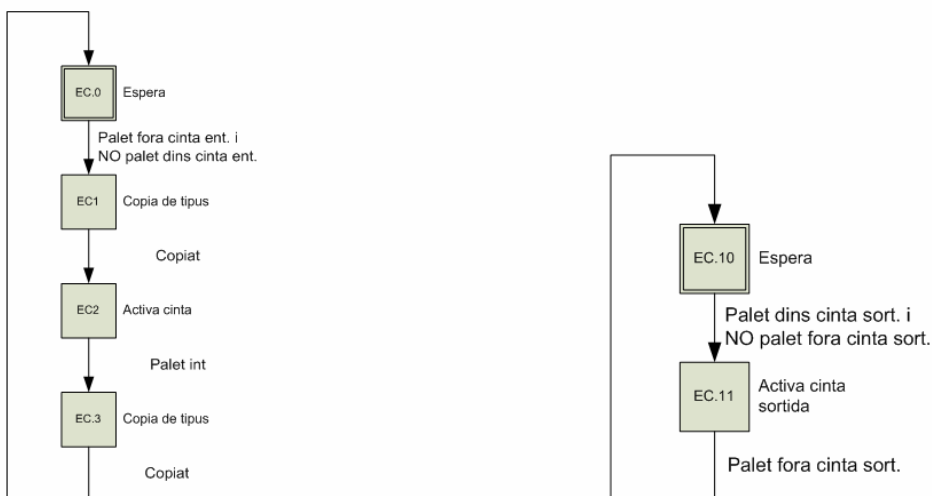 EC.0
Espera
Palet fora cinta ent. i
NO palet dins cinta ent.
EC1
Copia de tipus
Copiat
EC2
Activa cinta
Palet int
EC.3
Copia de tipus
Copiat
EC.10
Espera
Palet dins cinta sort. i
NO palet fora cinta sort.
EC.11
Activa cinta
sortida
Palet fora cinta sort.